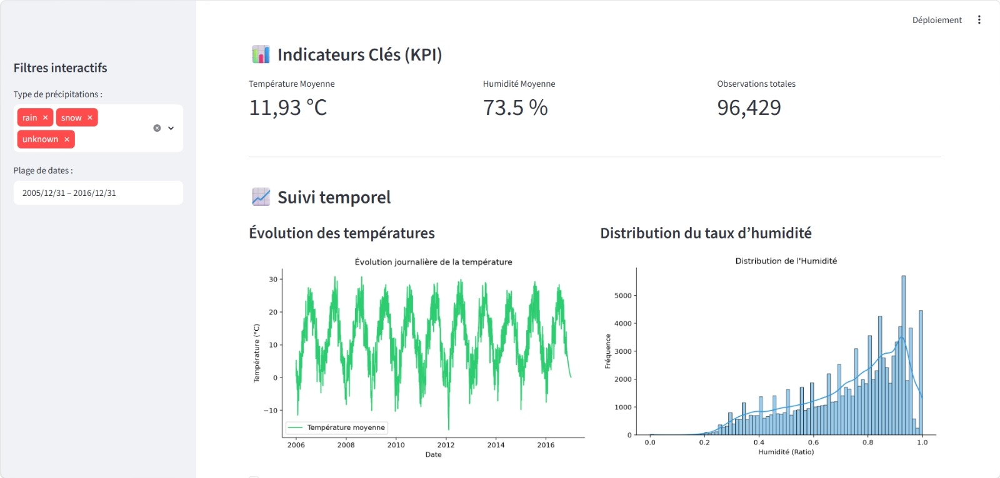 Déploiement
Filtres interactifs
Type de précipitations :
rain × snow ×
unknown ×
Plage de dates :
2005/12/31 – 2016/12/31
Indicateurs Clés (KPI)
Température Moyenne
11,93 °C
Humidité Moyenne
73.5 %
Observations totales
96,429
Suivi temporel
Évolution des températures
Évolution journalière de la température
Température (°C)
30
20
10
0
−10
Température moyenne
2006 2008 2010 2012 2014 2016
Date
Distribution du taux d’humidité
Distribution de l'Humidité
Fréquence
5000
4000
3000
2000
1000
0
0.0 0.2 0.4 0.6 0.8 1.0
Humidité (Ratio)